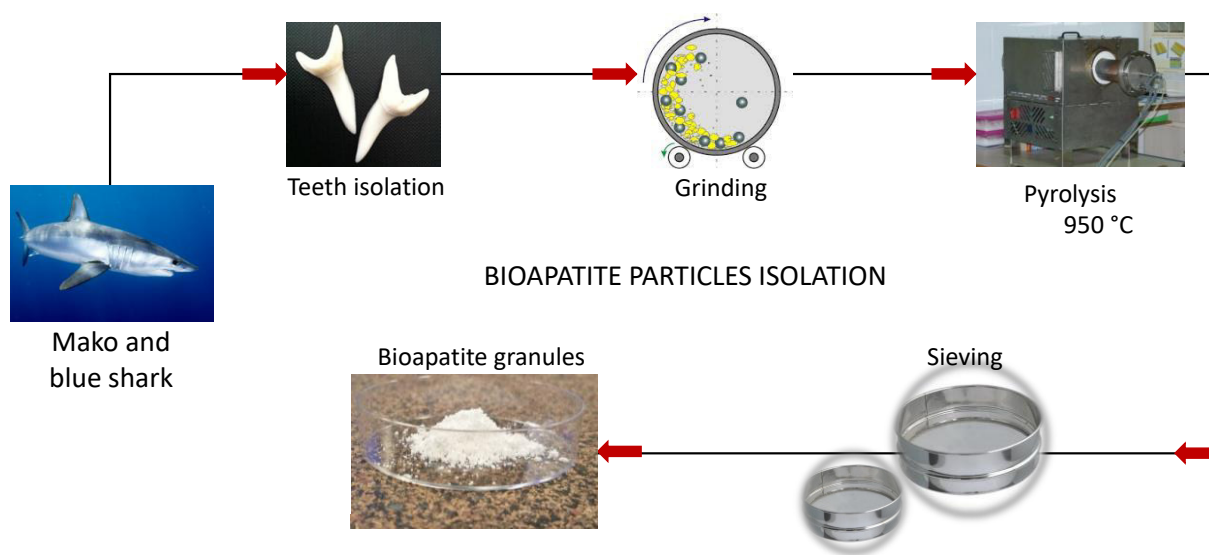 Teeth isolation
Grinding
Pyrolysis
950 °C
BIOAPATITE PARTICLES ISOLATION
Mako and
blue shark
Bioapatite granules
Sieving